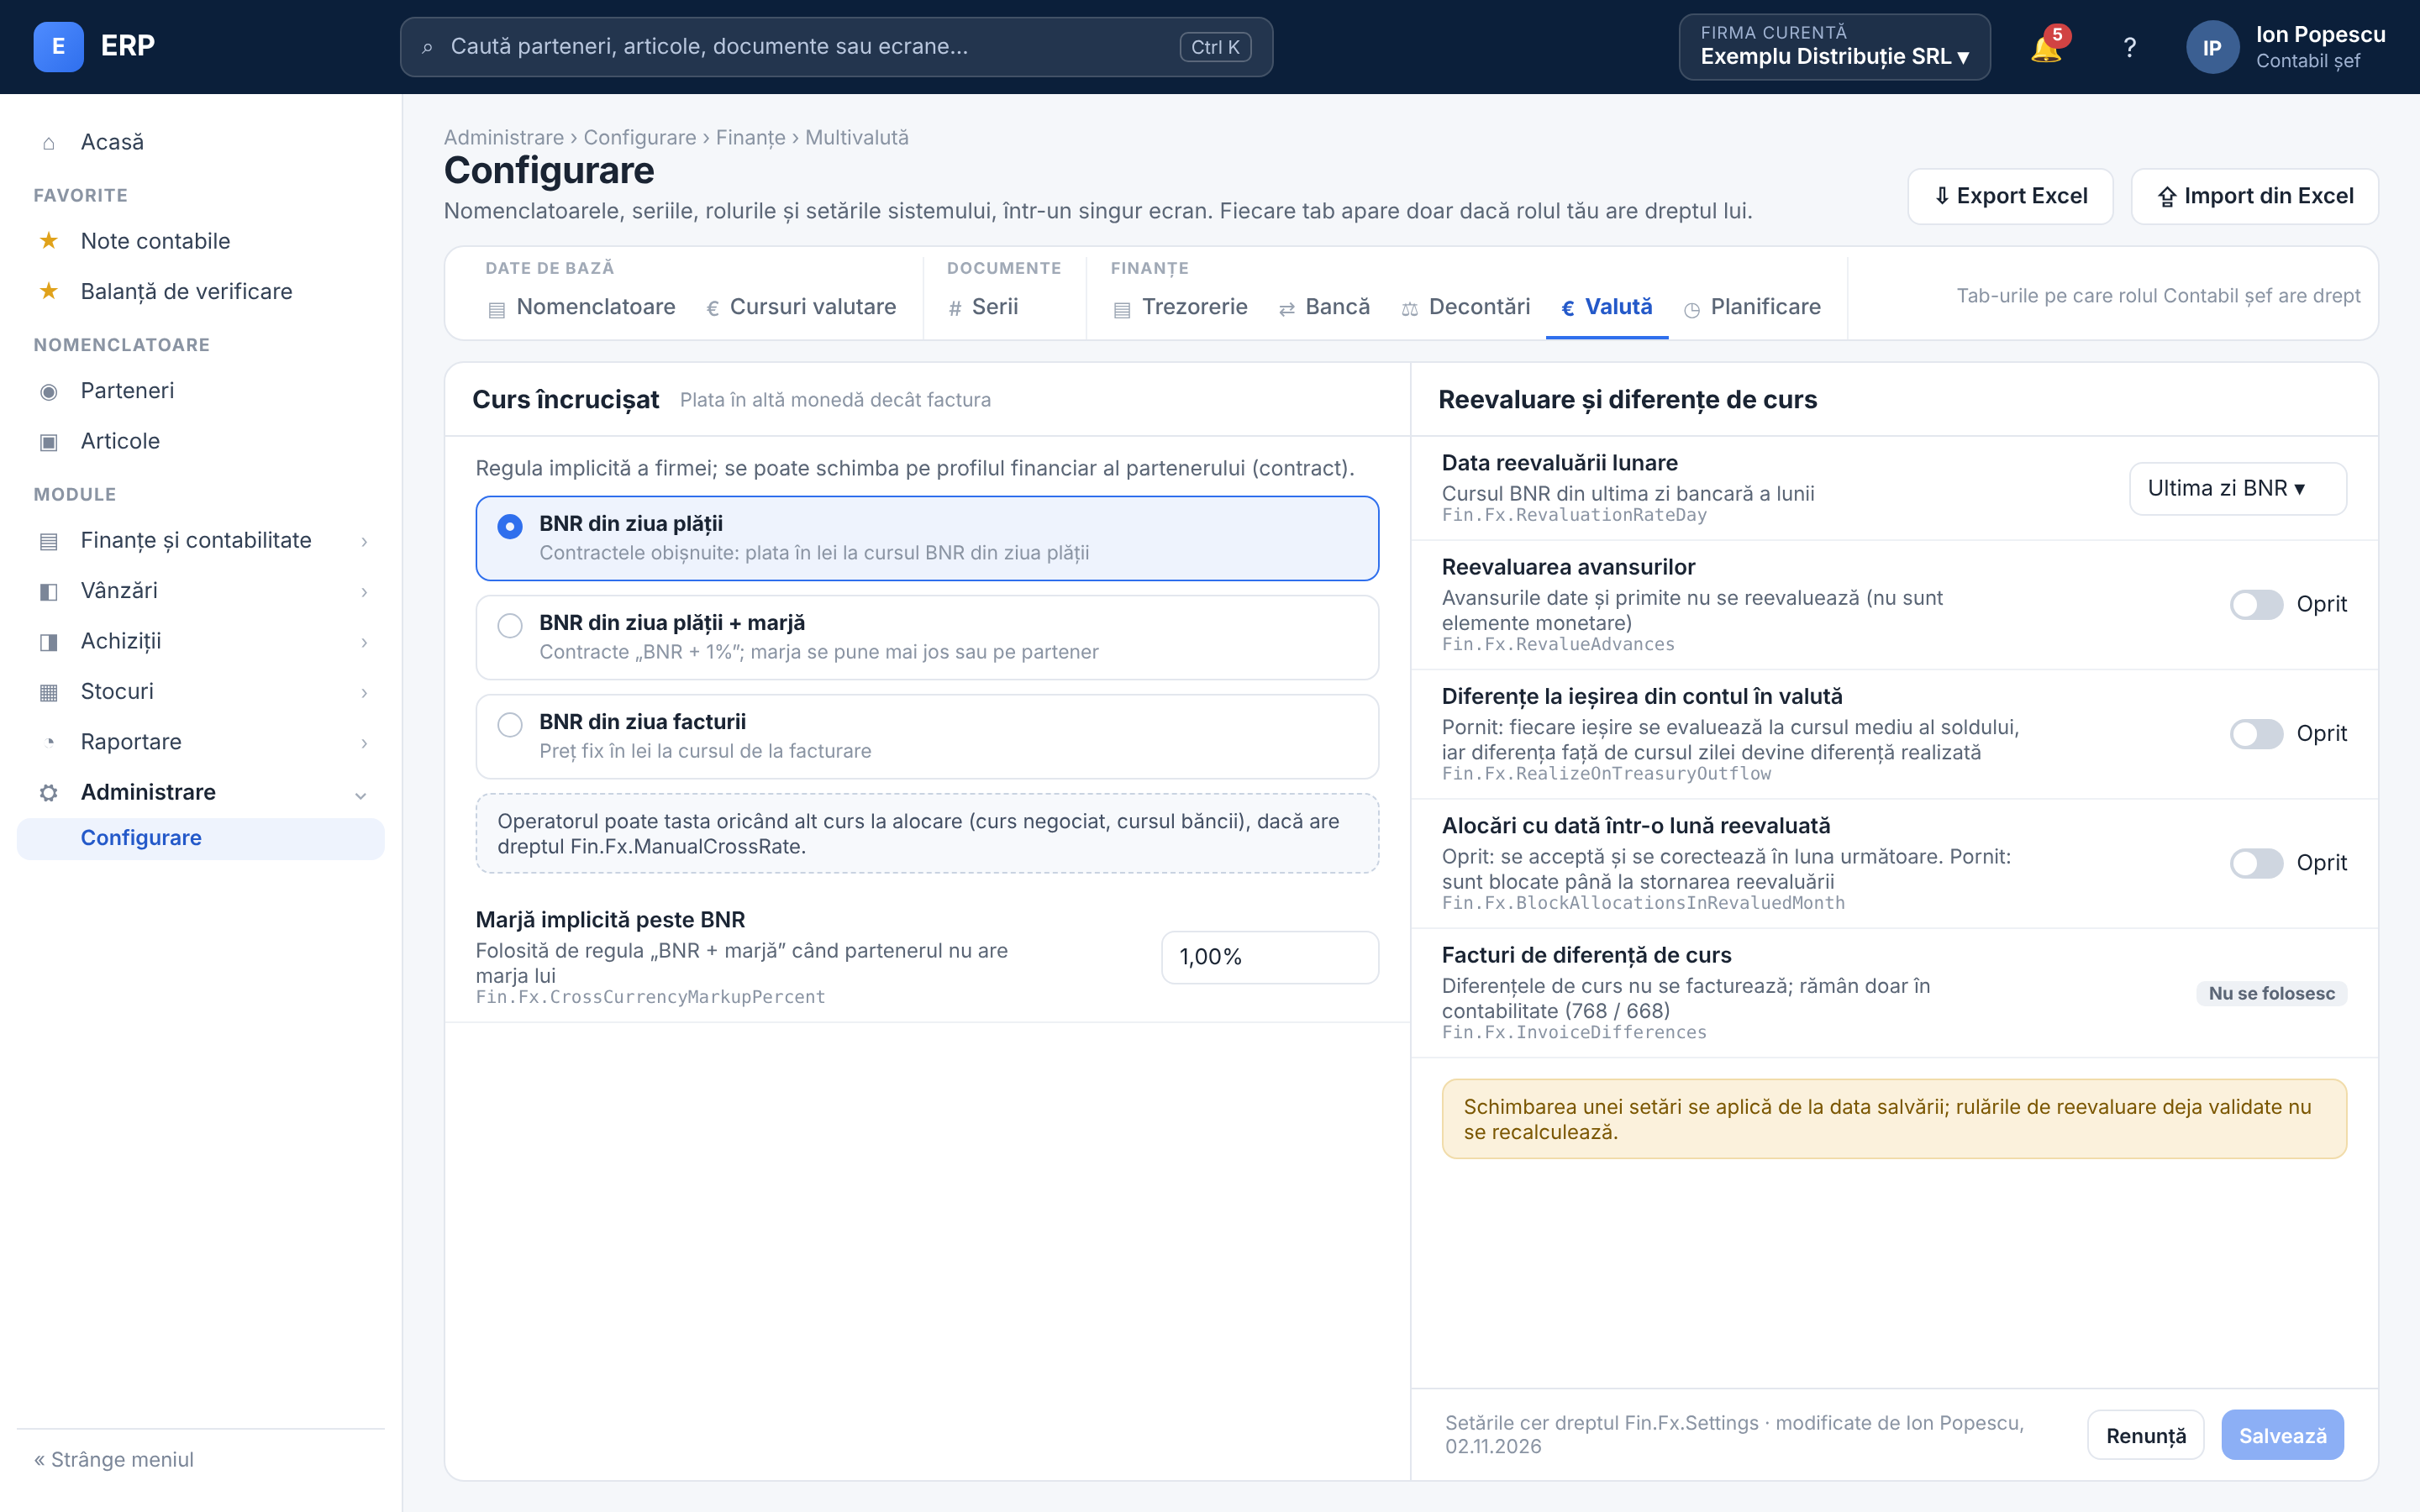 E ERP
Caută parteneri, articole, documente sau ecrane...
Ctrl K
FIRMA CURENTĂ
Exemplu Distribuție SRL ▾
5
?
IP
Ion Popescu
Contabil șef
Acasă
FAVORITE
★ Note contabile
★ Balanță de verificare
NOMENCLATOARE
Parteneri
Articole
MODULE
Finanțe și contabilitate ›
Vânzări ›
Achiziții ›
Stocuri ›
Raportare ›
Administrare
Configurare
« Strânge meniul
Administrare › Configurare › Finanțe › Multivalută
Configurare
Nomenclatoarele, seriile, rolurile și setările sistemului, într-un singur ecran. Fiecare tab apare doar dacă rolul tău are dreptul lui.
⇩ Export Excel
Import din Excel
DATE DE BAZĂ
Nomenclatoare
€ Cursuri valutare
DOCUMENTE
# Serii
FINANȚE
Trezorerie
⇄ Bancă
Decontări
€ Valută
Planificare
Tab-urile pe care rolul Contabil șef are drept
Curs încrucișat Plata în altă monedă decât factura
Regula implicită a firmei; se poate schimba pe profilul financiar al partenerului (contract).
BNR din ziua plății
Contractele obișnuite: plata în lei la cursul BNR din ziua plății
BNR din ziua plății + marjă
Contracte „BNR + 1%”; marja se pune mai jos sau pe partener
BNR din ziua facturii
Preț fix în lei la cursul de la facturare
Operatorul poate tasta oricând alt curs la alocare (curs negociat, cursul băncii), dacă are
dreptul Fin.Fx.ManualCrossRate.
Marjă implicită peste BNR
Folosită de regula „BNR + marjă” când partenerul nu are
marja lui
Fin.Fx.CrossCurrencyMarkupPercent
1,00%
Reevaluare și diferențe de curs
Data reevaluării lunare
Cursul BNR din ultima zi bancară a lunii
Fin.Fx.RevaluationRateDay
Ultima zi BNR ▾
Reevaluarea avansurilor
Avansurile date și primite nu se reevaluează (nu sunt
elemente monetare)
Fin.Fx.RevalueAdvances
Oprit
Diferențe la ieșirea din contul în valută
Pornit: fiecare ieșire se evaluează la cursul mediu al soldului,
iar diferența față de cursul zilei devine diferență realizată
Fin.Fx.RealizeOnTreasuryOutflow
Oprit
Alocări cu dată într-o lună reevaluată
Oprit: se acceptă și se corectează în luna următoare. Pornit:
sunt blocate până la stornarea reevaluării
Fin.Fx.BlockAllocationsInRevaluedMonth
Oprit
Facturi de diferență de curs
Diferențele de curs nu se facturează; rămân doar în
contabilitate (768 / 668)
Fin.Fx.InvoiceDifferences
Nu se folosesc
Schimbarea unei setări se aplică de la data salvării; rulările de reevaluare deja validate nu
se recalculează.
Setările cer dreptul Fin.Fx.Settings · modificate de Ion Popescu,
02.11.2026
Renunță
Salvează